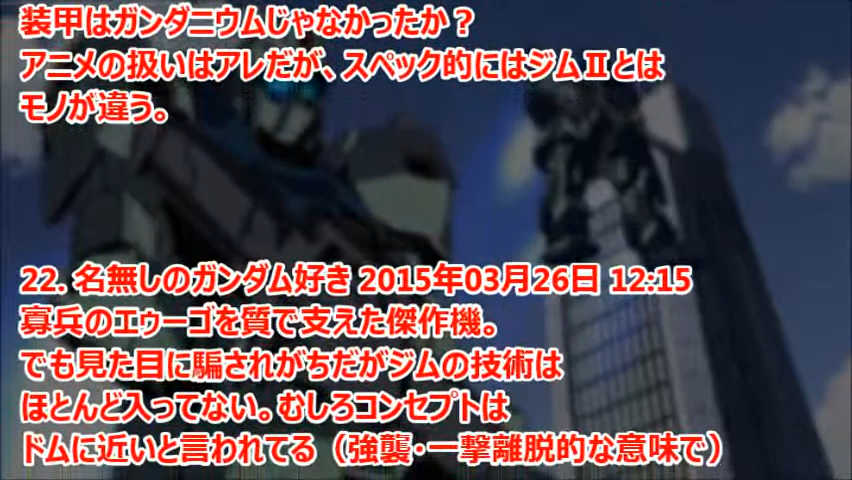 装甲はガンダニウムじゃなかったか？
アニメの扱いはアレだが、スペック的にはジムⅡとは
モノが違う。
22. 名無しのガンダム好き 2015年03月26日 12:15
寡兵のエゥーゴを質で支えた傑作機。
でも見た目に騙されがちだがジムの技術は
ほとんど入ってない。むしろコンセプトは
ドムに近いと言われてる（強襲・一撃離脱的な意味で）